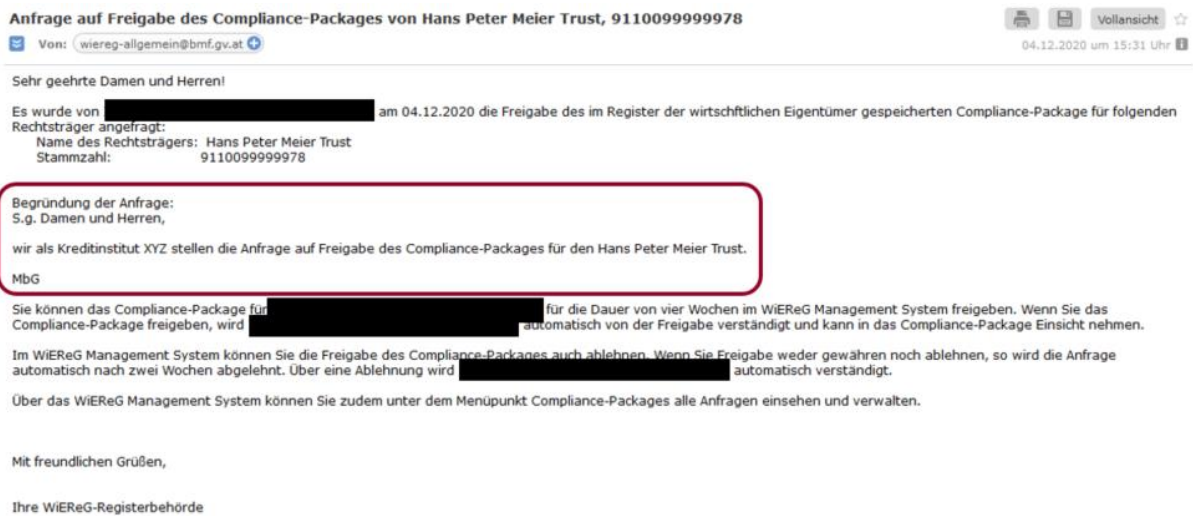 Anfrage auf Freigabe des Compliance-Packages von Hans Peter Meier Trust, 9110099999978
Vollansicht
Von: wiereg-allgemein@bmf.gv.at
04.12.2020 um 15:31 Uhr
Sehr geehrte Damen und Herren!
Es wurde von am 04.12.2020 die Freigabe des im Register der wirtschftlichen Eigentümer gespeicherten Compliance-Package für folgenden
Rechtsträger angefragt:
Name des Rechtsträgers: Hans Peter Meier Trust
Stammzahl: 9110099999978
Begründung der Anfrage:
S.g. Damen und Herren,
wir als Kreditinstitut XYZ stellen die Anfrage auf Freigabe des Compliance-Packages für den Hans Peter Meier Trust.
MbG
Sie können das Compliance-Package für für die Dauer von vier Wochen im WiEReG Management System freigeben. Wenn Sie das
Compliance-Package freigeben, wird automatisch von der Freigabe verständigt und kann in das Compliance-Package Einsicht nehmen.
Im WiEReG Management System können Sie die Freigabe des Compliance-Packages auch ablehnen. Wenn Sie Freigabe weder gewähren noch ablehnen, so wird die Anfrage
automatisch nach zwei Wochen abgelehnt. Über eine Ablehnung wird automatisch verständigt.
Über das WiEReG Management System können Sie zudem unter dem Menüpunkt Compliance-Packages alle Anfragen einsehen und verwalten.
Mit freundlichen Grüßen,
Ihre WiEReG-Registerbehörde